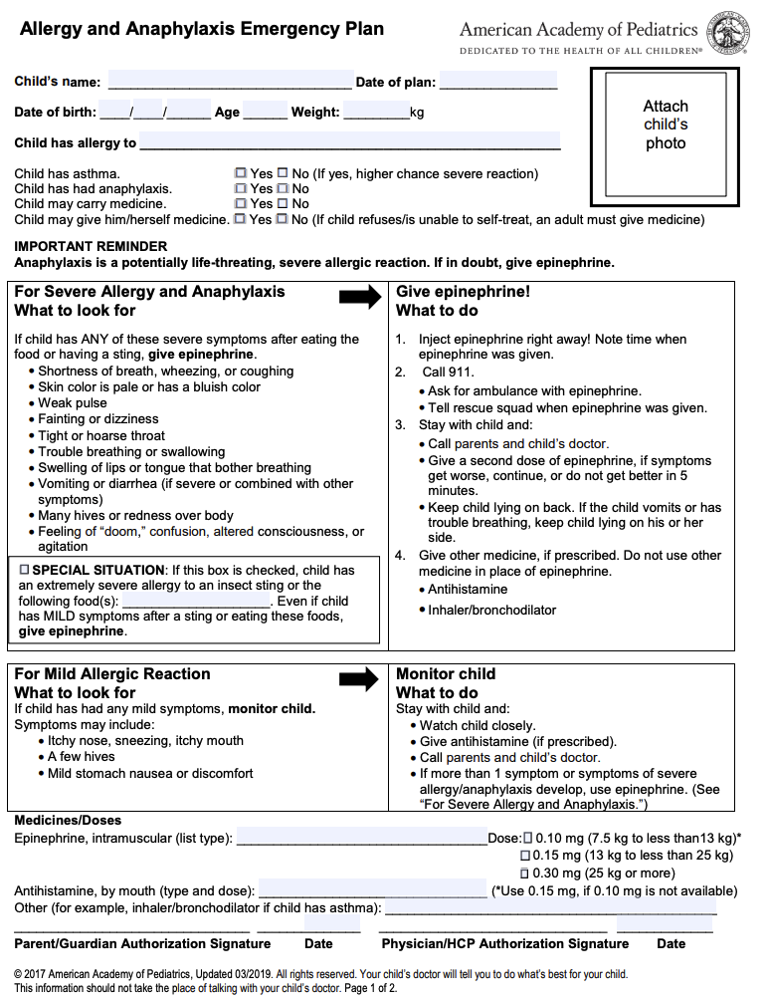 Allergy and Anaphylaxis Emergency Plan
American Academy of Pediatrics
DEDICATED TO THE HEALTH OF ALL CHILDREN®
Child's name: Date of plan:
Date of birth: ____/____/______ Age ______ Weight: _________kg
Child has allergy to
Attach
child's
photo
Child has asthma. ☐ Yes ☐ No (If yes, higher chance severe reaction)
Child has had anaphylaxis. ☐ Yes ☐ No
Child may carry medicine. ☐ Yes ☐ No
Child may give him/herself medicine. ☐ Yes ☐ No (If child refuses/is unable to self-treat, an adult must give medicine)
IMPORTANT REMINDER
Anaphylaxis is a potentially life-threating, severe allergic reaction. If in doubt, give epinephrine.
For Severe Allergy and Anaphylaxis
What to look for
If child has ANY of these severe symptoms after eating the
food or having a sting, give epinephrine.
• Shortness of breath, wheezing, or coughing
• Skin color is pale or has a bluish color
• Weak pulse
• Fainting or dizziness
• Tight or hoarse throat
• Trouble breathing or swallowing
• Swelling of lips or tongue that bother breathing
• Vomiting or diarrhea (if severe or combined with other
symptoms)
• Many hives or redness over body
• Feeling of “doom,” confusion, altered consciousness, or
agitation
☐ SPECIAL SITUATION: If this box is checked, child has
an extremely severe allergy to an insect sting or the
following food(s): ____________________. Even if child
has MILD symptoms after a sting or eating these foods,
give epinephrine.
Give epinephrine!
What to do
1. Inject epinephrine right away! Note time when
epinephrine was given.
2. Call 911.
• Ask for ambulance with epinephrine.
• Tell rescue squad when epinephrine was given.
3. Stay with child and:
• Call parents and child's doctor.
• Give a second dose of epinephrine, if symptoms
get worse, continue, or do not get better in 5
minutes.
• Keep child lying on back. If the child vomits or has
trouble breathing, keep child lying on his or her
side.
4. Give other medicine, if prescribed. Do not use other
medicine in place of epinephrine.
• Antihistamine
• Inhaler/bronchodilator
For Mild Allergic Reaction
What to look for
If child has had any mild symptoms, monitor child.
Symptoms may include:
• Itchy nose, sneezing, itchy mouth
• A few hives
• Mild stomach nausea or discomfort
Monitor child
What to do
Stay with child and:
• Watch child closely.
• Give antihistamine (if prescribed).
• Call parents and child's doctor.
• If more than 1 symptom or symptoms of severe
allergy/anaphylaxis develop, use epinephrine. (See
“For Severe Allergy and Anaphylaxis.”)
Medicines/Doses
Epinephrine, intramuscular (list type): Dose: ☐ 0.10 mg (7.5 kg to less than13 kg)*
☐ 0.15 mg (13 kg to less than 25 kg)
☐ 0.30 mg (25 kg or more)
Antihistamine, by mouth (type and dose): (*Use 0.15 mg, if 0.10 mg is not available)
Other (for example, inhaler/bronchodilator if child has asthma):
Parent/Guardian Authorization Signature Date Physician/HCP Authorization Signature Date
© 2017 American Academy of Pediatrics, Updated 03/2019. All rights reserved. Your child's doctor will tell you to do what's best for your child.
This information should not take the place of talking with your child's doctor. Page 1 of 2.